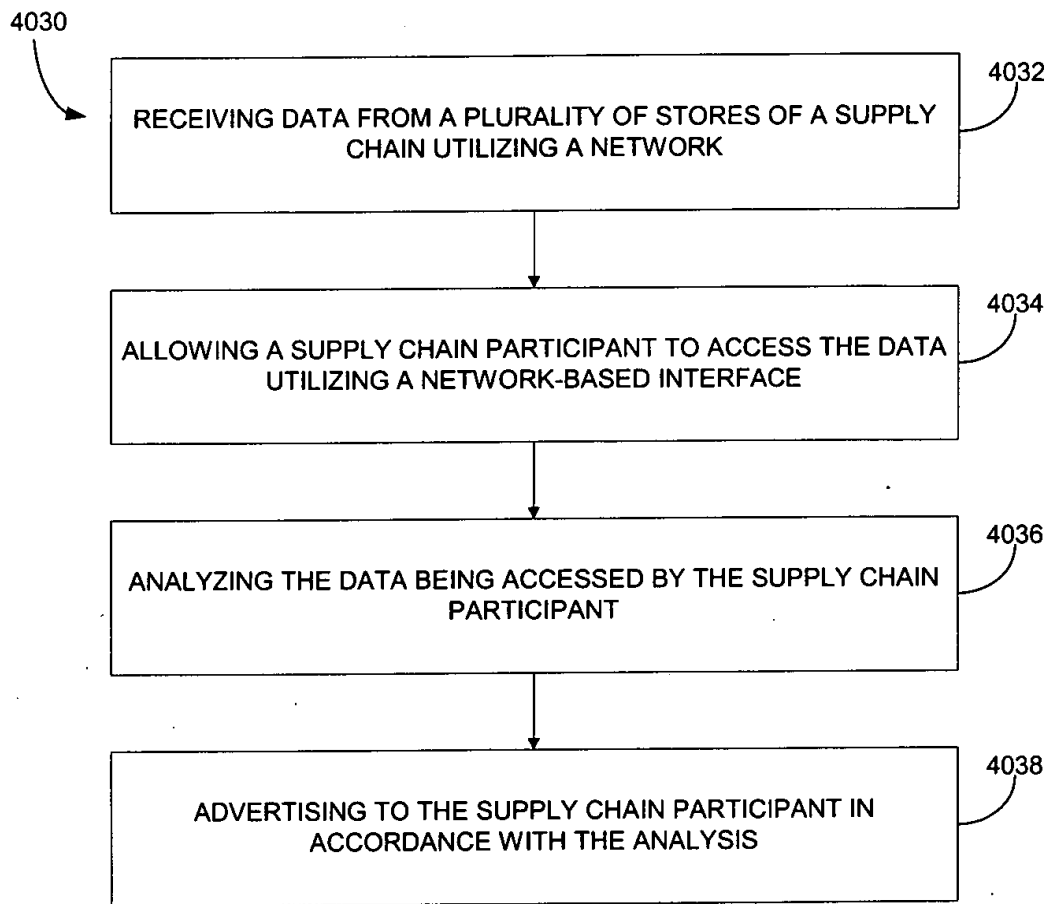 4030
4032
RECEIVING DATA FROM A PLURALITY OF STORES OF A SUPPLY
CHAIN UTILIZING A NETWORK
4034
ALLOWING A SUPPLY CHAIN PARTICIPANT TO ACCESS THE DATA
UTILIZING A NETWORK-BASED INTERFACE
4036
ANALYZING THE DATA BEING ACCESSED BY THE SUPPLY CHAIN
PARTICIPANT
4038
ADVERTISING TO THE SUPPLY CHAIN PARTICIPANT IN
ACCORDANCE WITH THE ANALYSIS